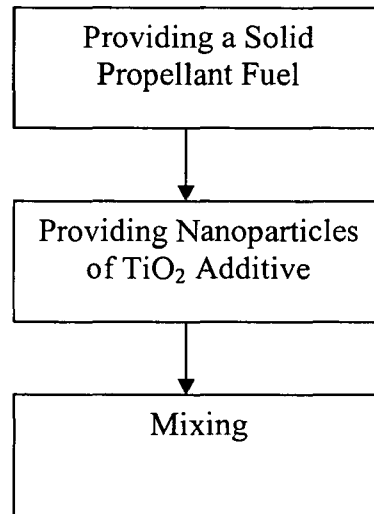 Providing a Solid
Propellant Fuel
Providing Nanoparticles
of TiO₂ Additive
Mixing